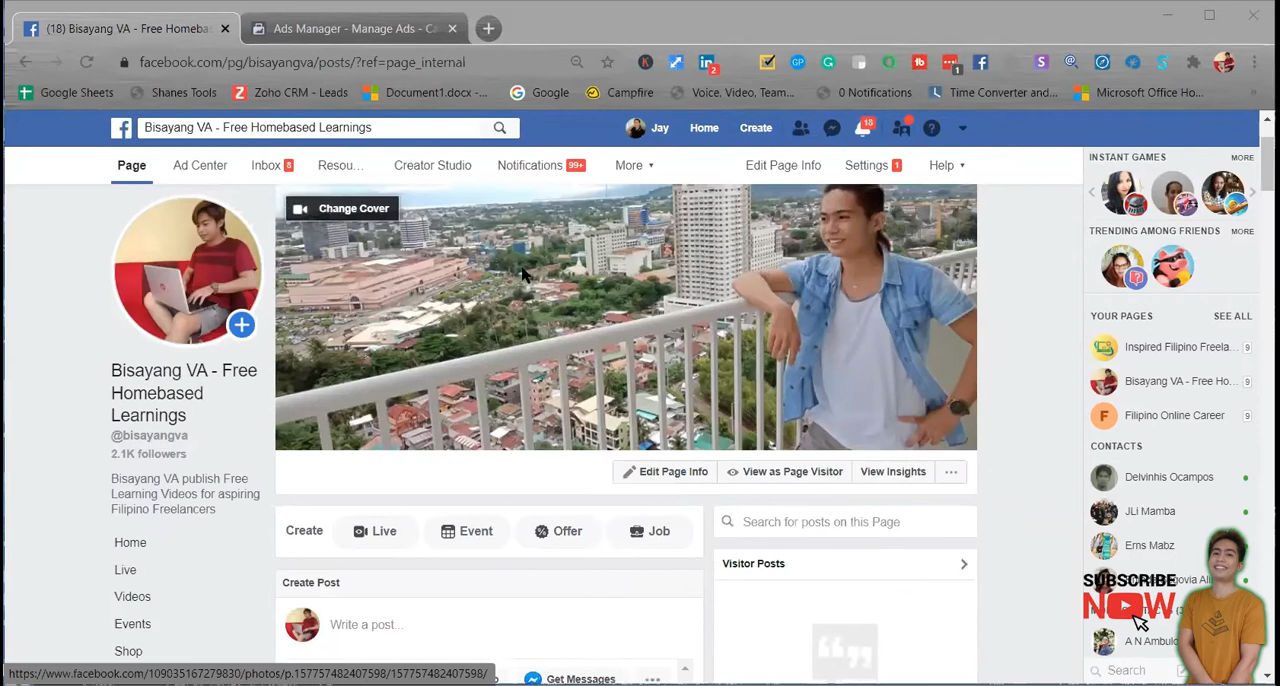 (18) Bisayang VA - Free Homeba
Ads Manager - Manage Ads - Ca
facebook.com/pg/bisayangva/posts/?ref=page_internal
2
1
Google Sheets
Shanes Tools
Zoho CRM - Leads
Document1.docx -...
Google
Campfire
Voice, Video, Team...
0 Notifications
Time Converter and...
Microsoft Office Ho...
Bisayang VA - Free Homebased Learnings
Jay
Home
Create
18
Page
Ad Center
Inbox 8
Resou...
Creator Studio
Notifications 99+
More
Edit Page Info
Settings 1
Help
INSTANT GAMES
MORE
Change Cover
TRENDING AMONG FRIENDS
MORE
YOUR PAGES
SEE ALL
Inspired Filipino Freela... 9
Bisayang VA - Free Ho... 9
F Filipino Online Career 9
CONTACTS
Delvinhis Ocampos
JLi Mamba
Erns Mabz
Bisayang VA - Free
Homebased
Learnings
@bisayangva
2.1K followers
Bisayang VA publish Free
Learning Videos for aspiring
Filipino Freelancers
Home
Live
Videos
Events
Shop
Edit Page Info
View as Page Visitor
View Insights
Create
Live
Event
Offer
Job
Search for posts on this Page
Create Post
Visitor Posts
Write a post...
Get Messages
SUBSCRIBE
NOW
A N Ambulo
Search
https://www.facebook.com/109035167279830/photos/p.157757482407598/157757482407598/